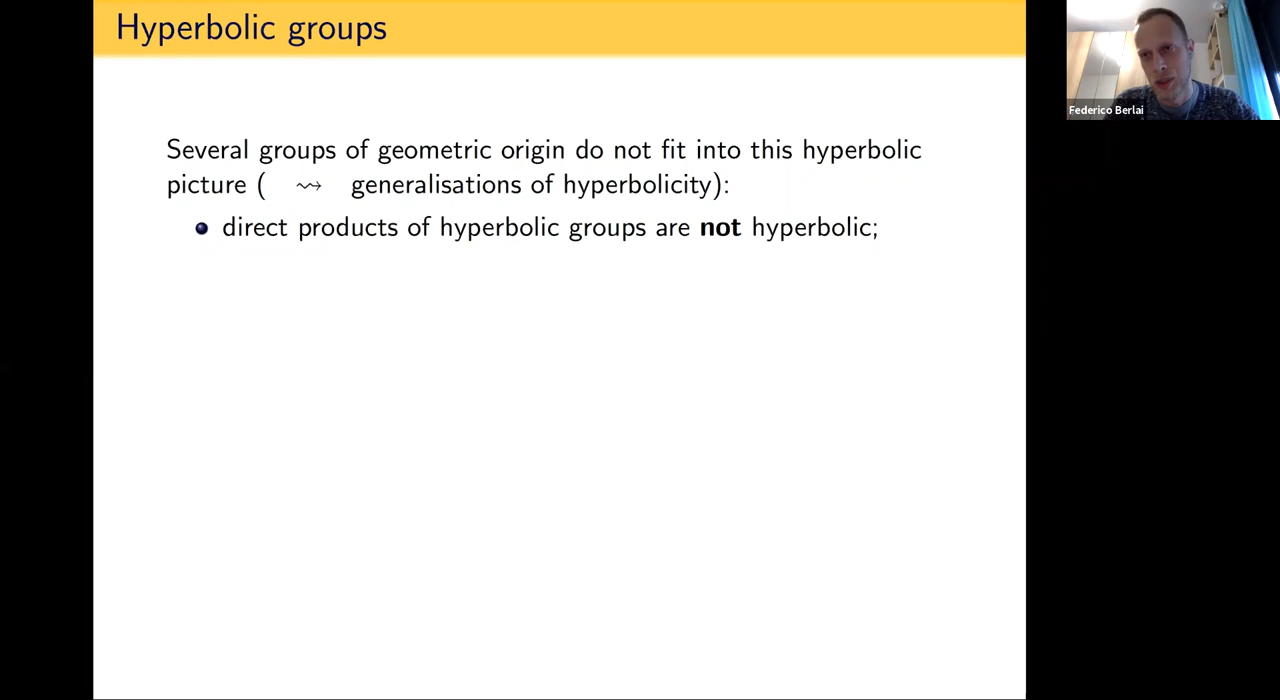 Hyperbolic groups
Several groups of geometric origin do not fit into this hyperbolic
picture ( ⇝ generalisations of hyperbolicity):
• direct products of hyperbolic groups are not hyperbolic;
Federico Berlai